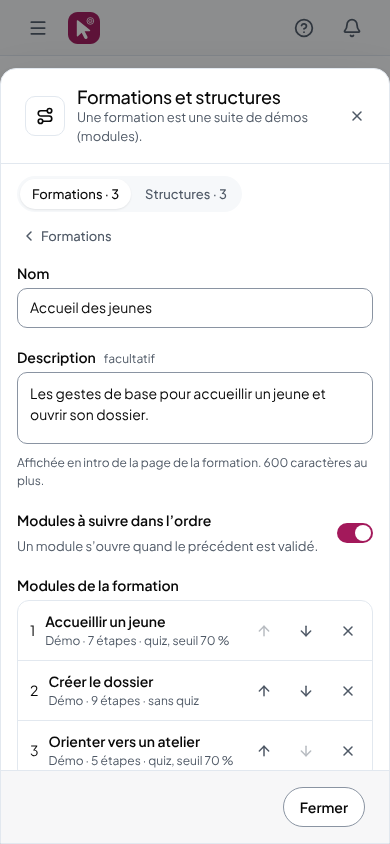 Formations et structures
Une formation est une suite de démos
(modules).
Formations · 3
Structures · 3
Formations
Nom
Accueil des jeunes
Description facultatif
Les gestes de base pour accueillir un jeune et
ouvrir son dossier.
Affichée en intro de la page de la formation. 600 caractères au
plus.
Modules à suivre dans l’ordre
Un module s’ouvre quand le précédent est validé.
Modules de la formation
1 Accueillir un jeune
Démo · 7 étapes · quiz, seuil 70 %
2 Créer le dossier
Démo · 9 étapes · sans quiz
3 Orienter vers un atelier
Démo · 5 étapes · quiz, seuil 70 %
Fermer